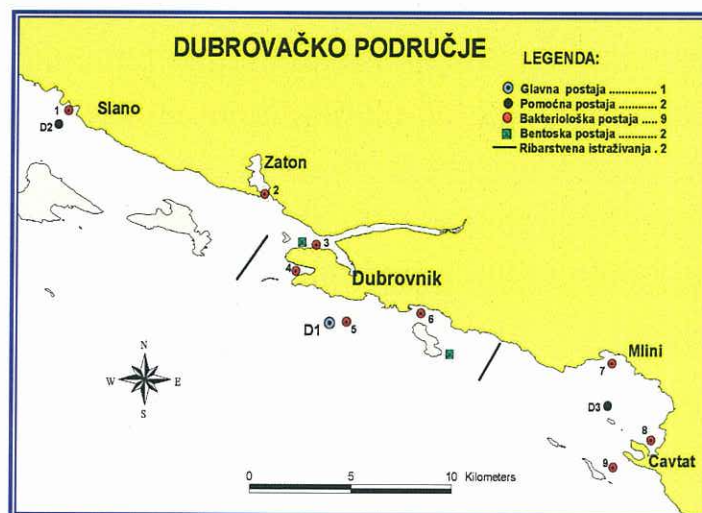 DUBROVAČKO PODRUČJE
LEGENDA:
Glavna postaja .............. 1
Pomoćna postaja ............ 2
Bakteriološka postaja ..... 9
Bentoska postaja ............ 2
Ribarstvena istraživanja . 2
Slano
1
D2
Zaton
2
3
4
Dubrovnik
D1
5
6
Mlini
7
D3
8
Cavtat
9
N
W E
S
0 5 10 Kilometers